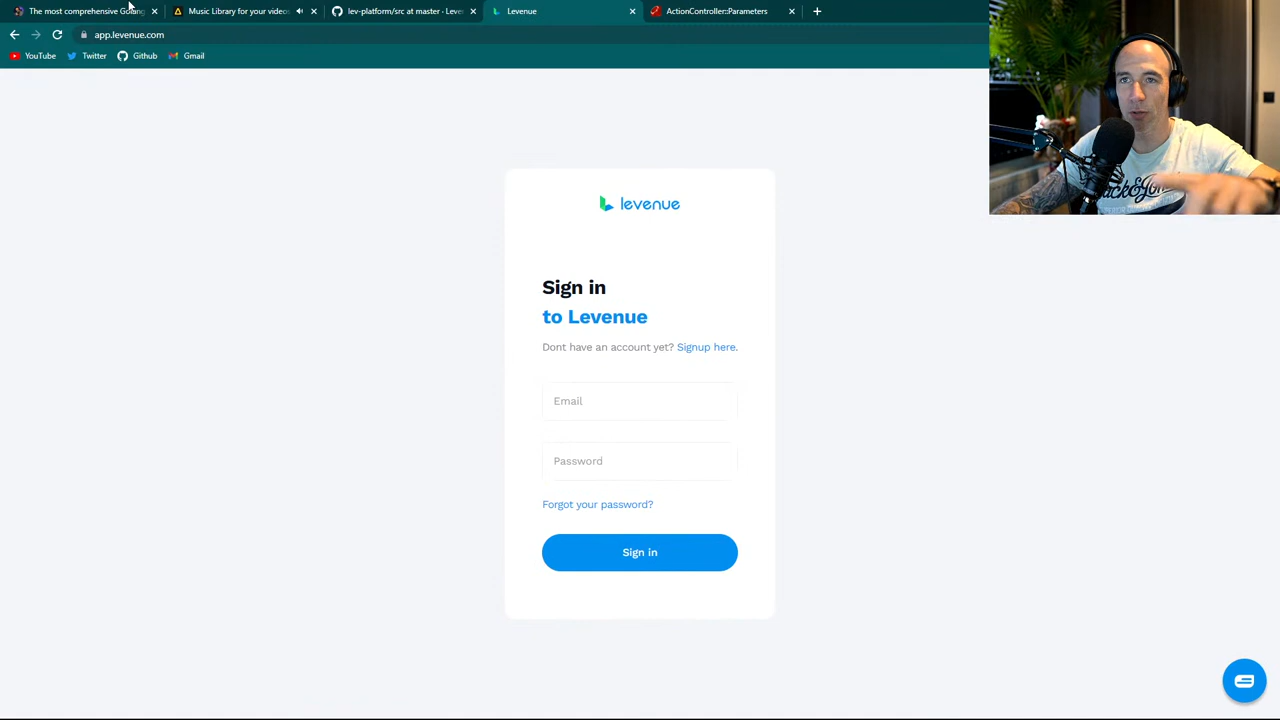 The most comprehensive Golang
Music Library for your videos
lev-platform/src at master · Leven
Levenue
ActionController::Parameters
app.levenue.com
YouTube
Twitter
Github
Gmail
levenue
Sign in
to Levenue
Dont have an account yet? Signup here.
Email
Password
Forgot your password?
Sign in